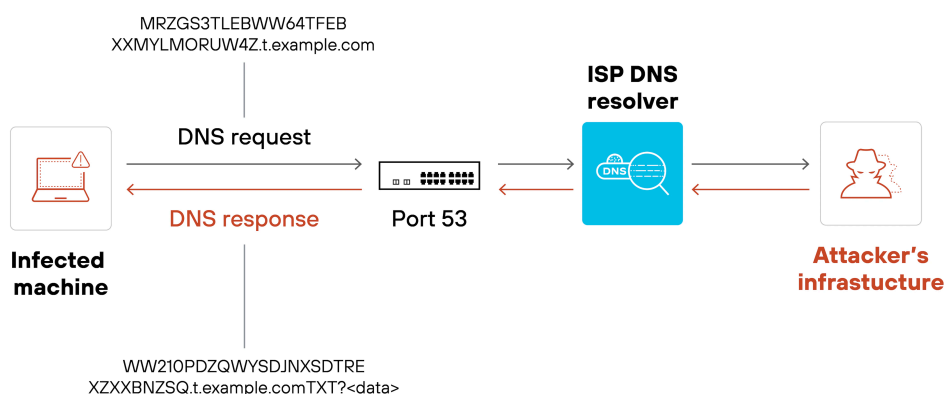 MRZGS3TLEBWW64TFEB
XXMYLMORUW4Z.t.example.com
DNS request
DNS response
Infected
machine
Port 53
ISP DNS
resolver
DNS
Attacker’s
infrastucture
WW210PDZQWYSDJNXSDTRE
XZXXBNZSQ.t.example.comTXT?<data>